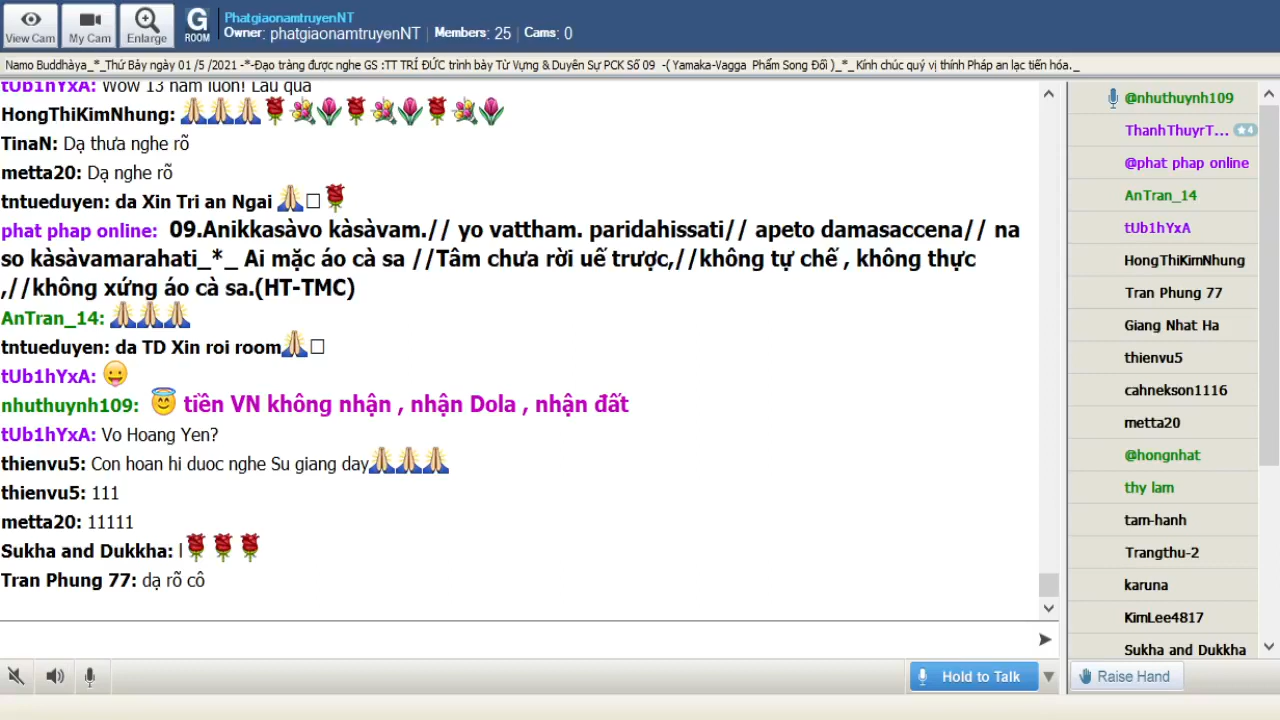 View Cam
My Cam
Enlarge
G
ROOM
PhatgiaonamtruyenNT
Owner: phatgiaonamtruyenNT | Members: 25 | Cams: 0
Namo Buddhàya_*_Thứ Bảy ngày 01 /5 /2021 -*-Đạo tràng được nghe GS :TT TRÍ ĐỨC trình bày Từ Vựng & Duyên Sự PCK Số 09 -( Yamaka-Vagga Phẩm Song Đối )_*_ Kính chúc quý vị thính Pháp an lạc tiến hóa._
tUb1hYxA: Wow 13 năm luôn! Lâu quá
HongThiKimNhung: 🙏🙏🙏🌹💐🌷🌹💐🌷🌹💐🌷
TinaN: Dạ thưa nghe rõ
metta20: Dạ nghe rõ
tntueduyen: da Xin Tri an Ngai 🙏□🌹
phat phap online: 09.Anikkasàvo kàsàvam.// yo vattham. paridahissati// apeto damasaccena// na
so kàsàvamarahati_*_ Ai mặc áo cà sa //Tâm chưa rời uế trược,//không tự chế , không thực
,//không xứng áo cà sa.(HT-TMC)
AnTran_14: 🙏🙏🙏
tntueduyen: da TD Xin roi room🙏□
tUb1hYxA: 😛
nhuthuynh109: 😇 tiền VN không nhận , nhận Dola , nhận đất
tUb1hYxA: Vo Hoang Yen?
thienvu5: Con hoan hi duoc nghe Su giang day🙏🙏🙏
thienvu5: 111
metta20: 11111
Sukha and Dukkha: l🌹🌹🌹
Tran Phung 77: dạ rõ cô
@nhuthuynh109
ThanhThuyrT... ★4
@phat phap online
AnTran_14
tUb1hYxA
HongThiKimNhung
Tran Phung 77
Giang Nhat Ha
thienvu5
cahnekson1116
metta20
@hongnhat
thy lam
tam-hanh
Trangthu-2
karuna
KimLee4817
Sukha and Dukkha
Hold to Talk
Raise Hand